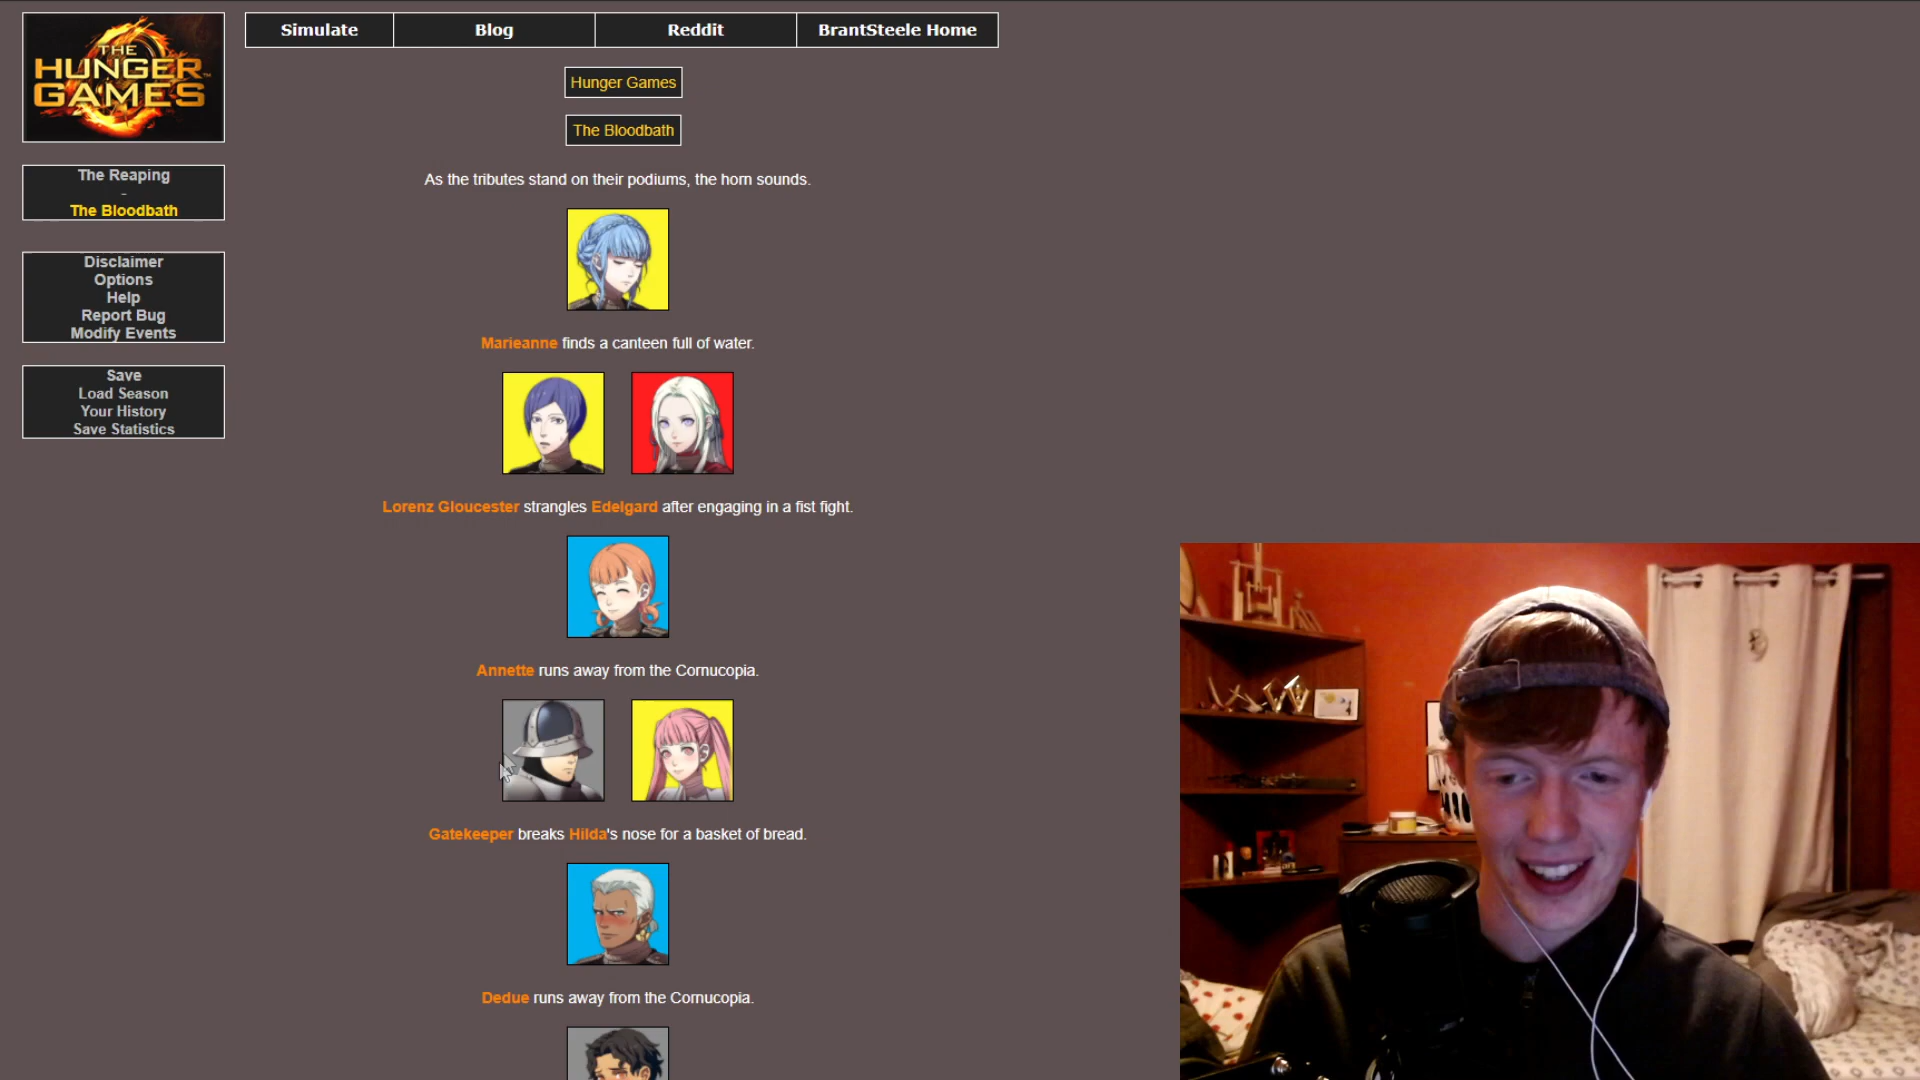 THE
HUNGER
GAMES
Simulate
Blog
Reddit
BrantSteele Home
Hunger Games
The Bloodbath
The Reaping
-
The Bloodbath
Disclaimer
Options
Help
Report Bug
Modify Events
Save
Load Season
Your History
Save Statistics
As the tributes stand on their podiums, the horn sounds.
Marieanne finds a canteen full of water.
Lorenz Gloucester strangles Edelgard after engaging in a fist fight.
Annette runs away from the Cornucopia.
Gatekeeper breaks Hilda's nose for a basket of bread.
Dedue runs away from the Cornucopia.